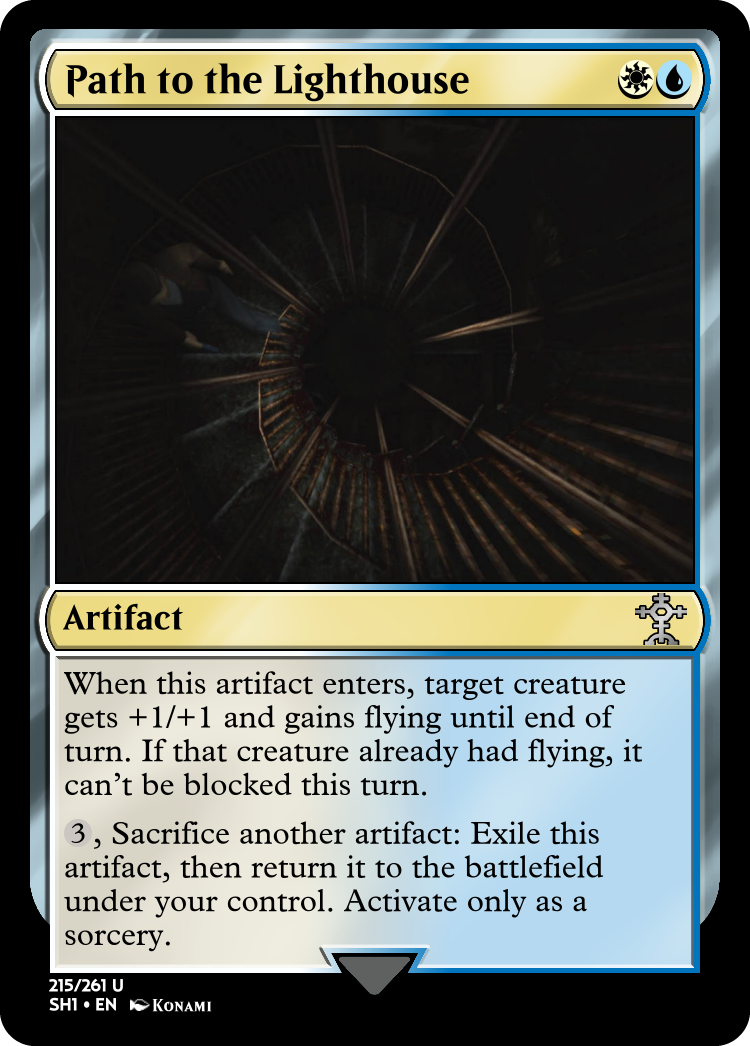 Path to the Lighthouse
Artifact
When this artifact enters, target creature
gets +1/+1 and gains flying until end of
turn. If that creature already had flying, it
can't be blocked this turn.
3, Sacrifice another artifact: Exile this
artifact, then return it to the battlefield
under your control. Activate only as a
sorcery.
215/261 U
SH1 • EN KONAMI